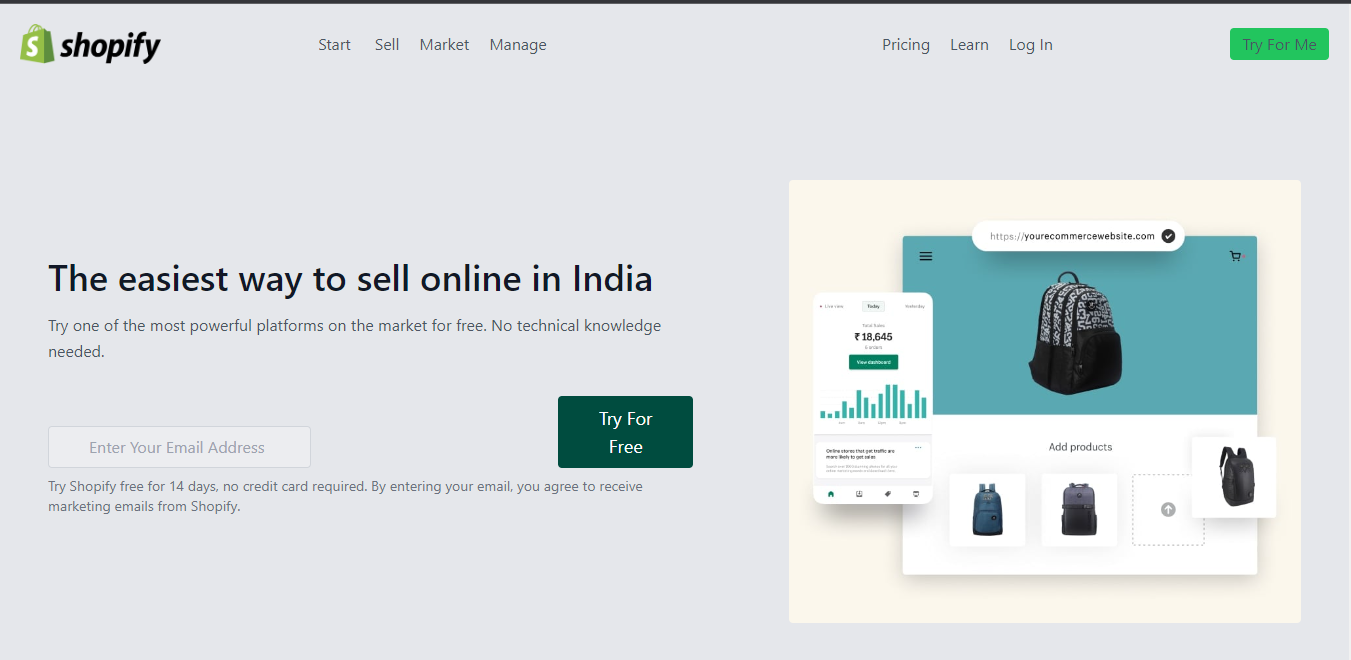 shopify
Start Sell Market Manage
Pricing Learn Log In
Try For Me
The easiest way to sell online in India
Try one of the most powerful platforms on the market for free. No technical knowledge
needed.
Enter Your Email Address
Try For
Free
Try Shopify free for 14 days, no credit card required. By entering your email, you agree to receive
marketing emails from Shopify.
https://yourecommercewebsite.com
Live view Today Yesterday
Total Sales
₹ 18,645
View dashboard
Online stores that get traffic are
more likely to get sales
Add products